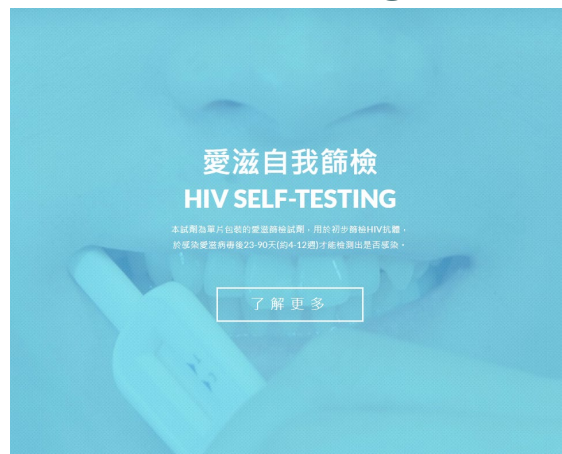 愛滋自我篩檢
HIV SELF-TESTING
本試劑為單片包裝的愛滋篩檢試劑，用於初步篩檢HIV抗體，
於感染愛滋病毒後23-90天(約4-12週)才能檢測出是否感染。
了解更多